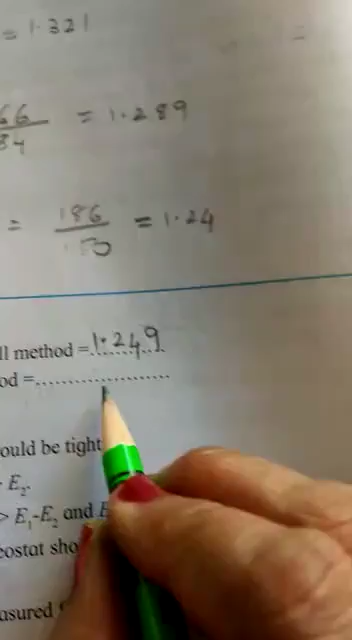 = 1.321
66/84 = 1.289
= 186/150 = 1.24
ll method = 1.249
od =....................
ould be tight
E₂.
> E₁-E₂ and E
eostat sho
asured